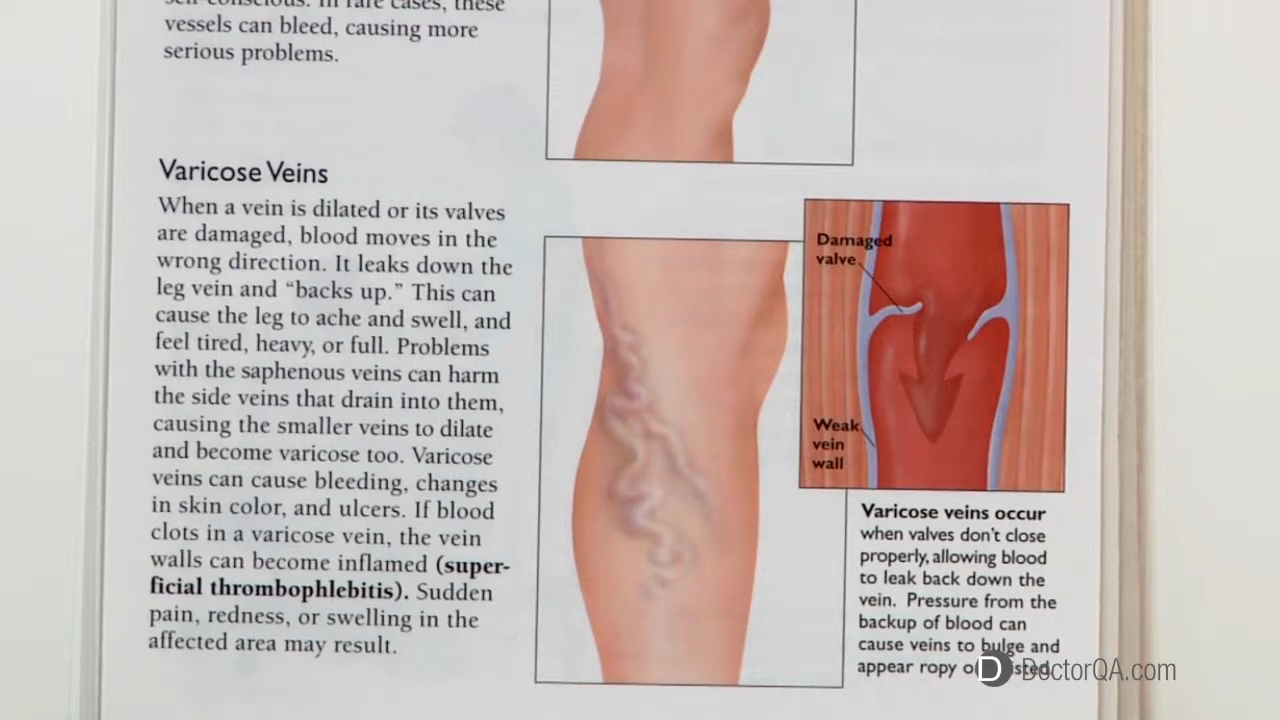 self-conscious. In rare cases, these
vessels can bleed, causing more
serious problems.
Varicose Veins
When a vein is dilated or its valves
are damaged, blood moves in the
wrong direction. It leaks down the
leg vein and “backs up.” This can
cause the leg to ache and swell, and
feel tired, heavy, or full. Problems
with the saphenous veins can harm
the side veins that drain into them,
causing the smaller veins to dilate
and become varicose too. Varicose
veins can cause bleeding, changes
in skin color, and ulcers. If blood
clots in a varicose vein, the vein
walls can become inflamed (super-
ficial thrombophlebitis). Sudden
pain, redness, or swelling in the
affected area may result.
Damaged
valve
Weak
vein
wall
Varicose veins occur
when valves don't close
properly, allowing blood
to leak back down the
vein. Pressure from the
backup of blood can
cause veins to bulge and
appear ropy
D DoctorQA.com